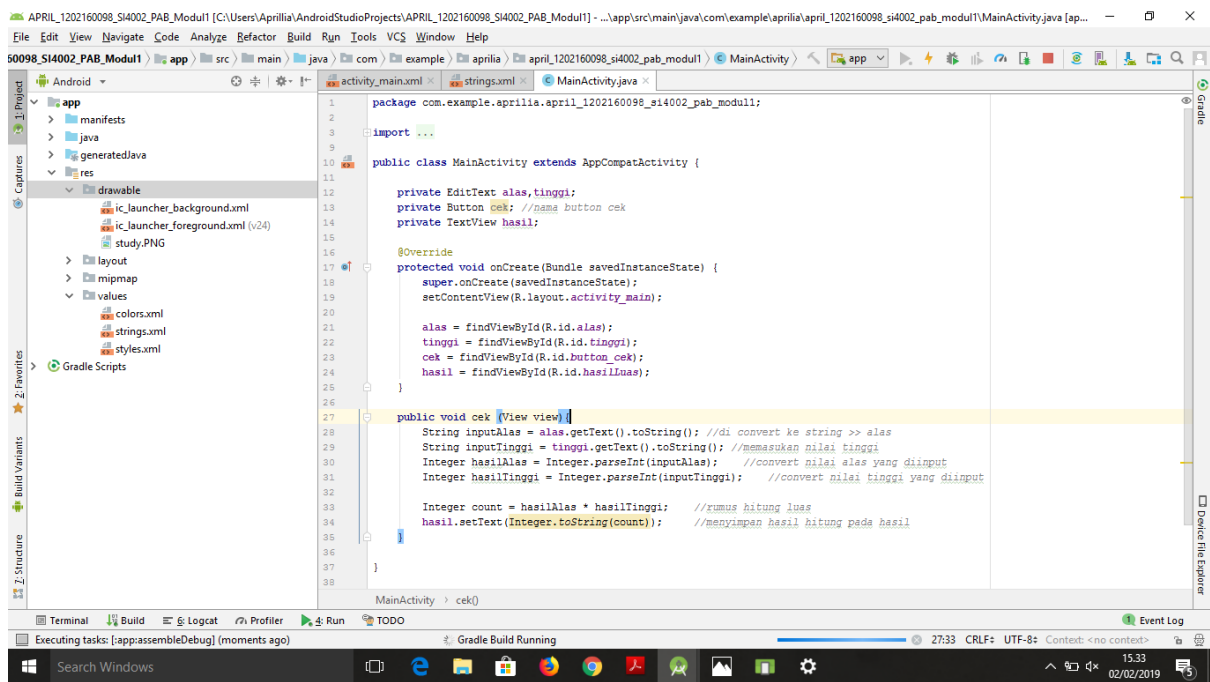 APRIL_1202160098_SI4002_PAB_Modul1 [C:\Users\Aprillia\AndroidStudioProjects\APRIL_1202160098_SI4002_PAB_Modul1] - ...\app\src\main\java\com\example\aprilia\april_1202160098_si4002_pab_modul1\MainActivity.java [ap...
File Edit View Navigate Code Analyze Refactor Build Run Tools VCS Window Help
60098_SI4002_PAB_Modul1 app src main java com example aprilia april_1202160098_si4002_pab_modul1 MainActivity app
1: Project
Captures
2: Favorites
Build Variants
7: Structure
Android
app
manifests
java
generatedJava
res
drawable
ic_launcher_background.xml
ic_launcher_foreground.xml (v24)
study.PNG
layout
mipmap
values
colors.xml
strings.xml
styles.xml
Gradle Scripts
activity_main.xml strings.xml MainActivity.java
1 package com.example.aprilia.april_1202160098_si4002_pab_modul1;
2
3 import ...
9
10 public class MainActivity extends AppCompatActivity {
11
12 private EditText alas,tinggi;
13 private Button cek; //nama button cek
14 private TextView hasil;
15
16 @Override
17 protected void onCreate(Bundle savedInstanceState) {
18 super.onCreate(savedInstanceState);
19 setContentView(R.layout.activity_main);
20
21 alas = findViewById(R.id.alas);
22 tinggi = findViewById(R.id.tinggi);
23 cek = findViewById(R.id.button_cek);
24 hasil = findViewById(R.id.hasilLuas);
25 }
26
27 public void cek (View view){
28 String inputAlas = alas.getText().toString(); //di convert ke string >> alas
29 String inputTinggi = tinggi.getText().toString(); //memasukan nilai tinggi
30 Integer hasilAlas = Integer.parseInt(inputAlas); //convert nilai alas yang diinput
31 Integer hasilTinggi = Integer.parseInt(inputTinggi); //convert nilai tinggi yang diinput
32
33 Integer count = hasilAlas * hasilTinggi; //rumus hitung luas
34 hasil.setText(Integer.toString(count)); //menyimpan hasil hitung pada hasil
35 }
36
37 }
38
MainActivity › cek()
Gradle
Device File Explorer
Terminal Build 6: Logcat Profiler 4: Run TODO 1 Event Log
Executing tasks: [:app:assembleDebug] (moments ago) Gradle Build Running 27:33 CRLF UTF-8 Context: <no context>
Search Windows
15.33
02/02/2019
5